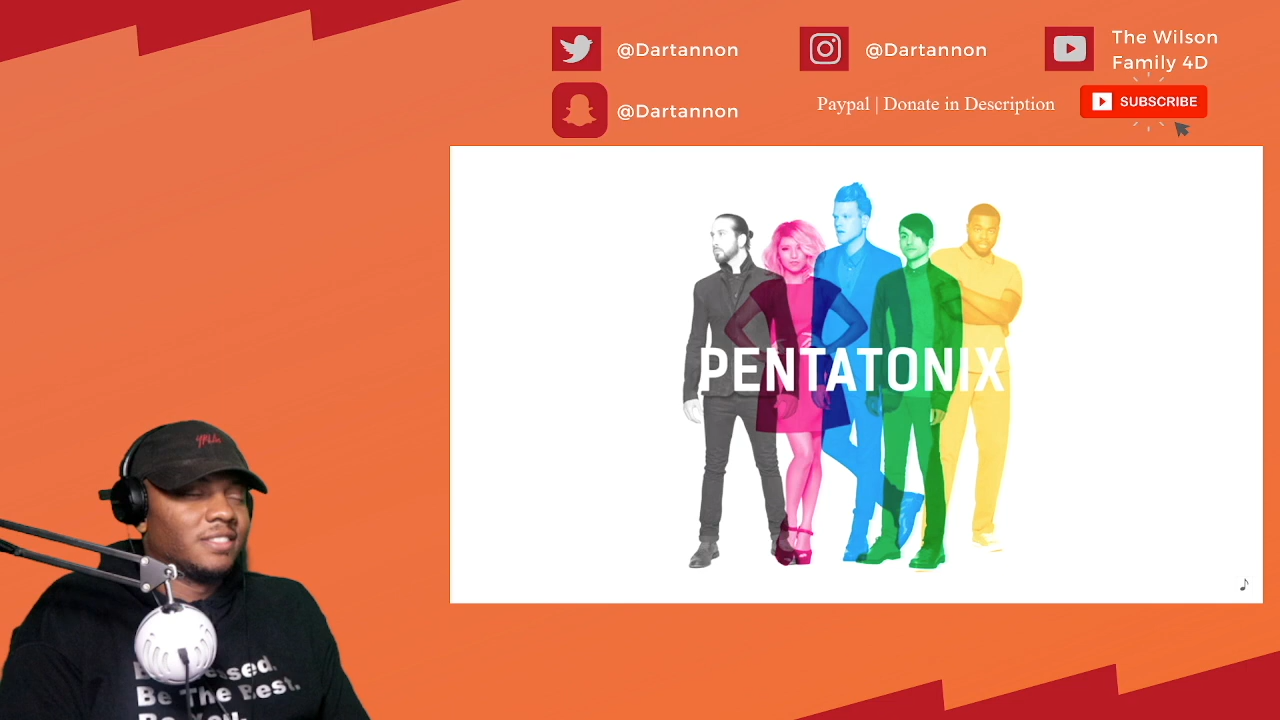 @Dartannon
@Dartannon
The Wilson
Family 4D
@Dartannon
Paypal | Donate in Description
SUBSCRIBE
PENTATONIX
Be The Best.